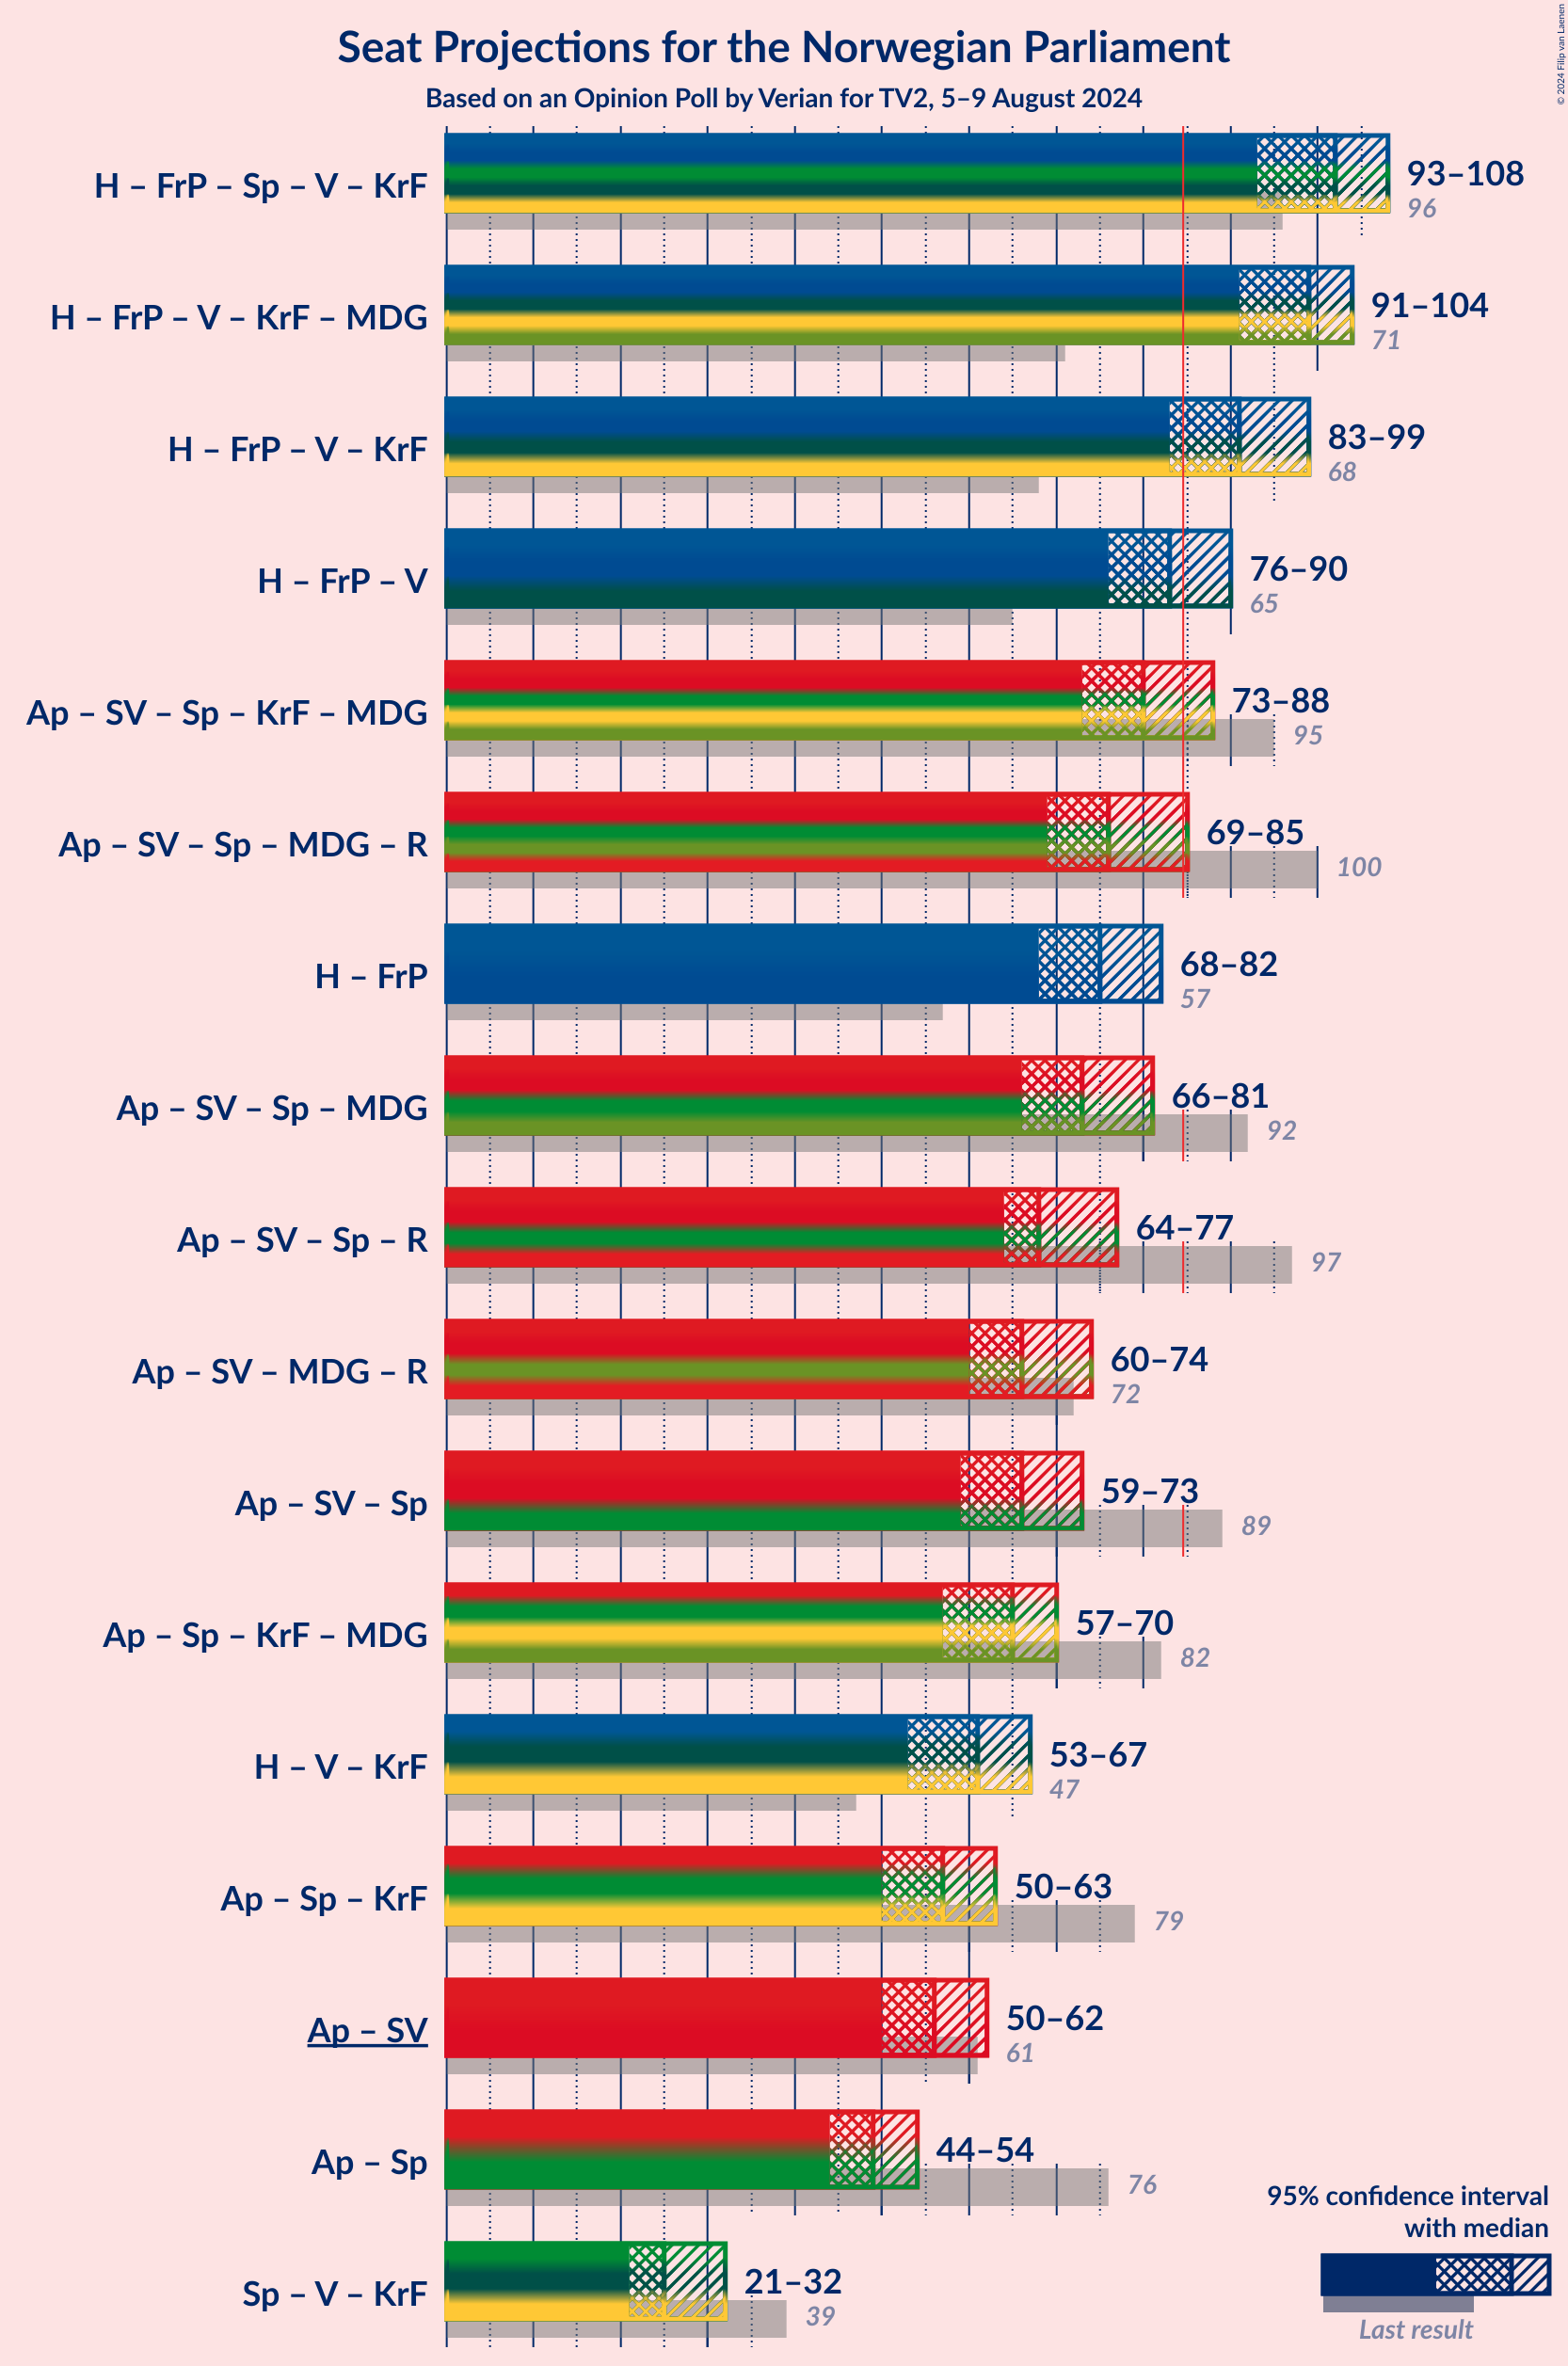 Seat Projections for the Norwegian Parliament
Based on an Opinion Poll by Verian for TV2, 5–9 August 2024
© 2024 Filip van Laenen
H – FrP – Sp – V – KrF
93–108
96
H – FrP – V – KrF – MDG
91–104
71
H – FrP – V – KrF
83–99
68
H – FrP – V
76–90
65
Ap – SV – Sp – KrF – MDG
73–88
95
Ap – SV – Sp – MDG – R
69–85
100
H – FrP
68–82
57
Ap – SV – Sp – MDG
66–81
92
Ap – SV – Sp – R
64–77
97
Ap – SV – MDG – R
60–74
72
Ap – SV – Sp
59–73
89
Ap – Sp – KrF – MDG
57–70
82
H – V – KrF
53–67
47
Ap – Sp – KrF
50–63
79
Ap – SV
50–62
61
Ap – Sp
44–54
76
Sp – V – KrF
21–32
39
95% confidence interval
with median
Last result